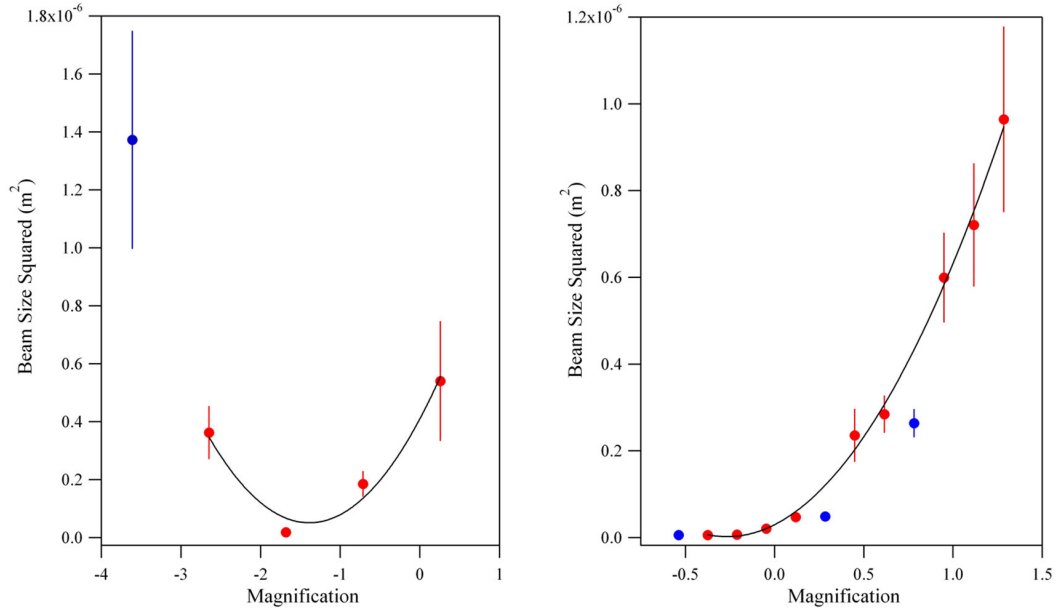 1.8x10⁻⁶
1.6
1.4
1.2
1.0
0.8
0.6
0.4
0.2
0.0
Beam Size Squared (m²)
-4 -3 -2 -1 0 1
Magnification
1.2x10⁻⁶
1.0
0.8
0.6
0.4
0.2
0.0
Beam Size Squared (m²)
-0.5 0.0 0.5 1.0 1.5
Magnification